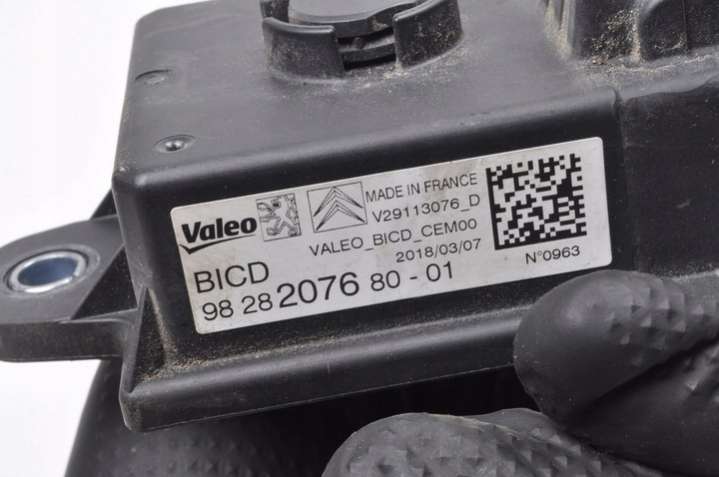 Valeo
MADE IN FRANCE
V29113076_D
VALEO_BICD_CEM00
2018/03/07
BICD
98 28 2076 80 - 01
N°0963